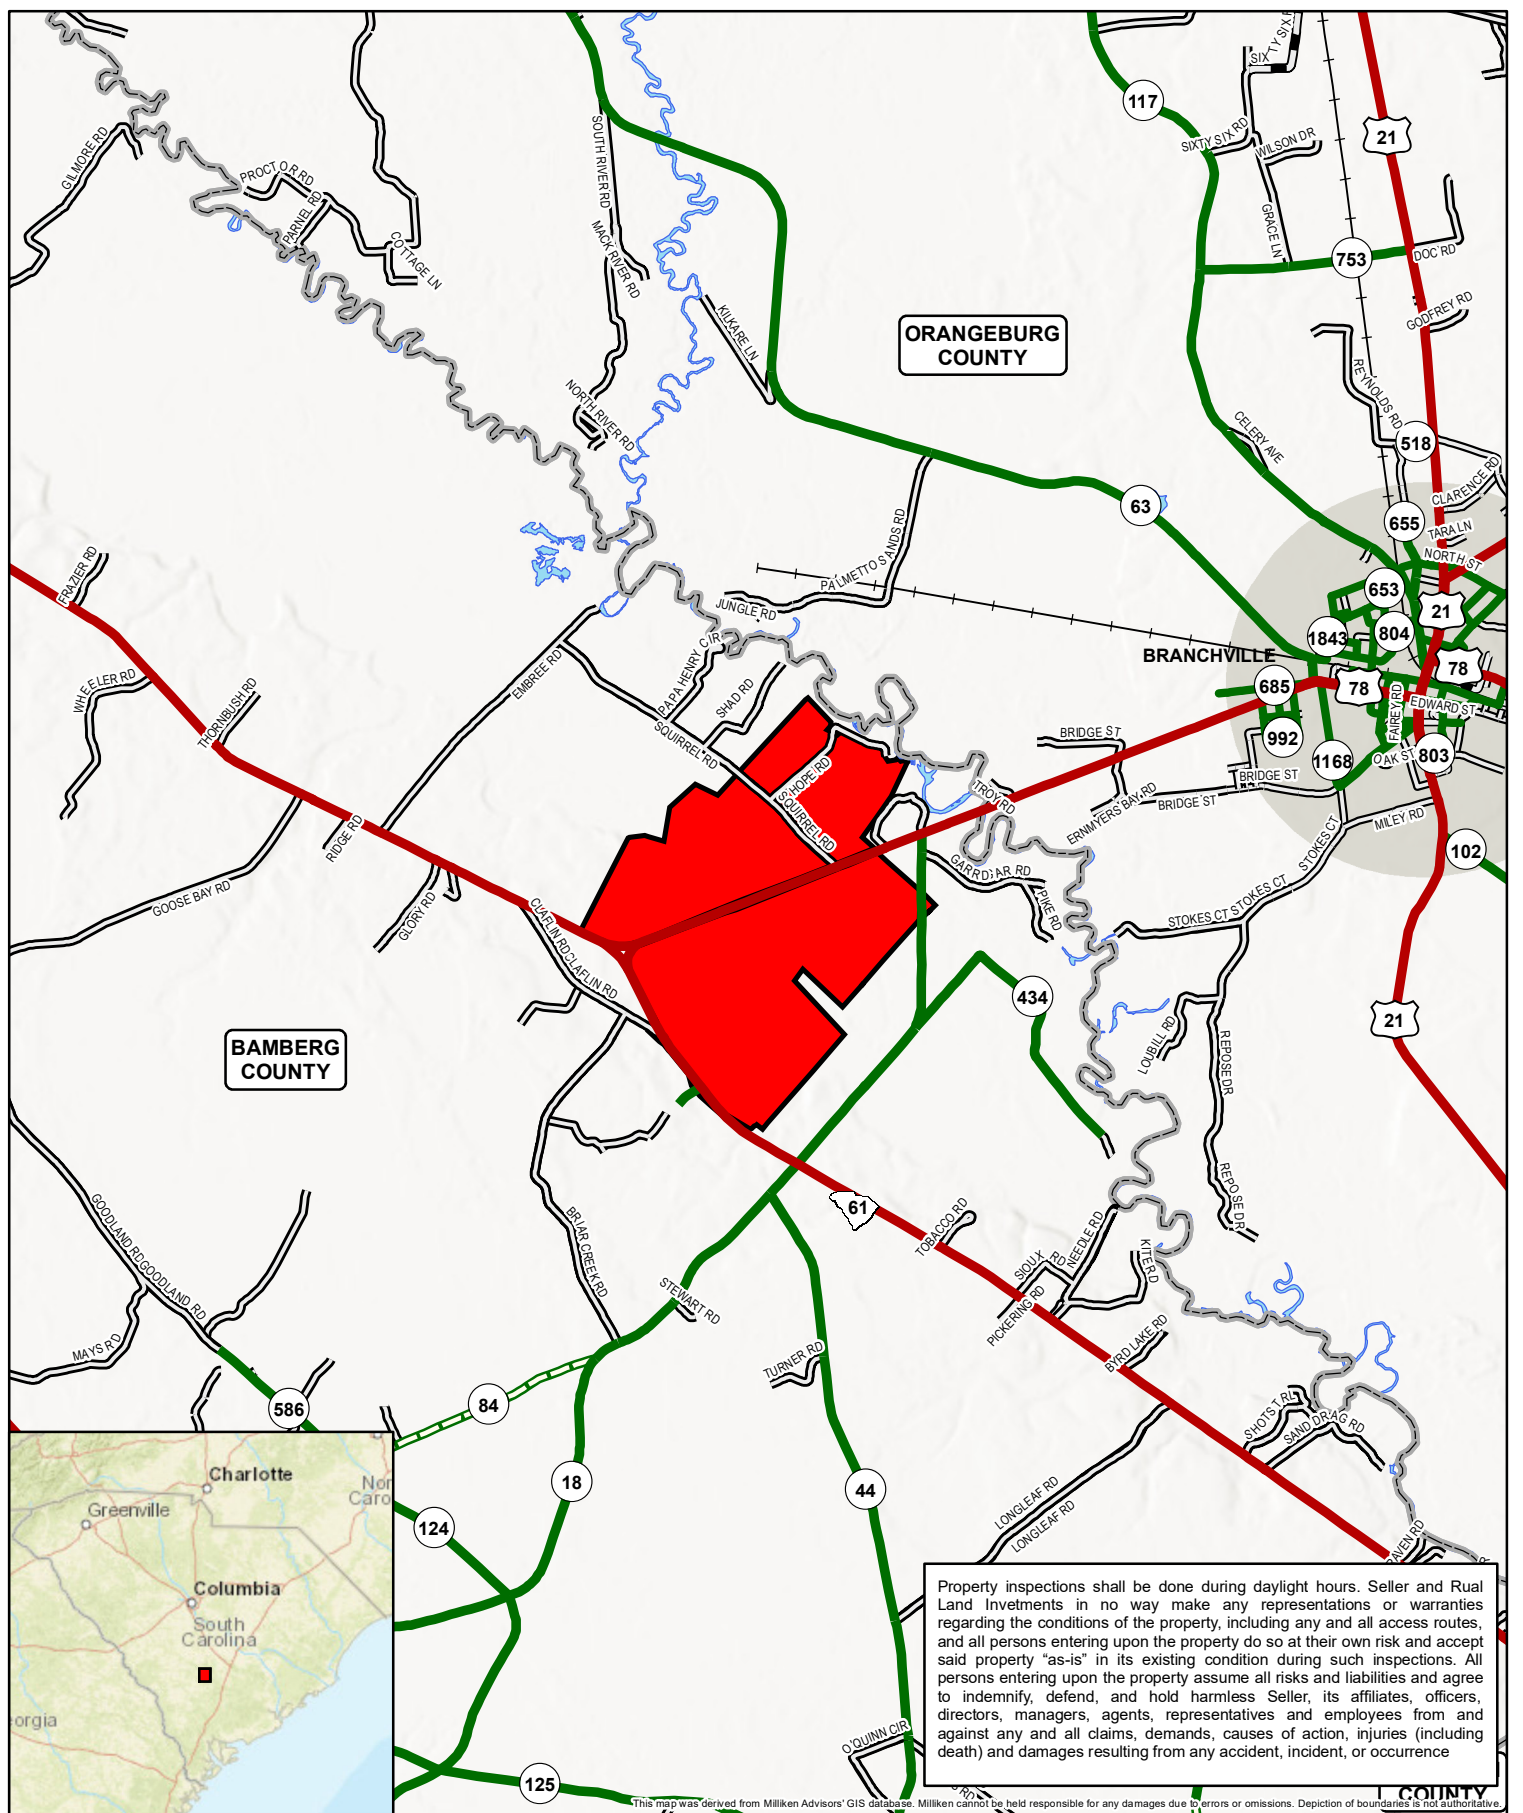 117
SIXTY SIX R
SIX
21
SIXTY SIX RD
WILSON DR
GILMORE RD
SOUTH RIVER RD
PROCTOR RD
PARNEL RD
COTTAGE LN
MACK RIVER RD
GRACE LN
753
DOC RD
KILKARE LN
GODFREY RD
ORANGEBURG
COUNTY
REYNOLDS RD
NORTH RIVER RD
CELERY AVE
518
CLARENCE RD
63
655
TARA LN
NORTH ST
PALMETTO SANDS RD
FRAZIER RD
653
JUNGLE RD
21
1843
804
PAPA HENRY CIR
BRANCHVILLE
78
EMBREE RD
WHEELER RD
SHAD RD
685
78
THORNBUSH RD
FAIREY RD
EDWARD ST
SQUIRREL RD
BRIDGE ST
992
1168
OAK ST
803
S HOPE RD
TROY RD
BRIDGE ST
BRIDGE ST
ERNMYERS BAY RD
SQUIRREL RD
RIDGE RD
MILEY RD
STOKES CT
102
GOOSE BAY RD
GLORY RD
PIKE RD
CLAFLIN RD
CLAFLIN RD
STOKES CT
STOKES CT
434
21
BAMBERG
COUNTY
LOUBILL RD
REPOSE DR
REPOSE DR
GOODLAND RD
GOODLAND RD
61
BRIAR CREEK RD
TOBACCO RD
NEEDLE RD
SIOUX RD
KITE RD
STEWART RD
PICKERING RD
MAYS RD
TURNER RD
BYRD LAKE RD
586
84
SHOTS TRL
SAND DRAG RD
18
44
LONGLEAF RD
LONGLEAF RD
124
RAVEN RD
Charlotte
Nor
Caro
Greenville
Columbia
South
Carolina
eorgia
O'QUINN CIR
125
Property inspections shall be done during daylight hours. Seller and Rual
Land Invetments in no way make any representations or warranties
regarding the conditions of the property, including any and all access routes,
and all persons entering upon the property do so at their own risk and accept
said property “as-is” in its existing condition during such inspections. All
persons entering upon the property assume all risks and liabilities and agree
to indemnify, defend, and hold harmless Seller, its affiliates, officers,
directors, managers, agents, representatives and employees from and
against any and all claims, demands, causes of action, injuries (including
death) and damages resulting from any accident, incident, or occurrence
COUNTY
This map was derived from Milliken Advisors' GIS database. Milliken cannot be held responsible for any damages due to errors or omissions. Depiction of boundaries is not authoritative.